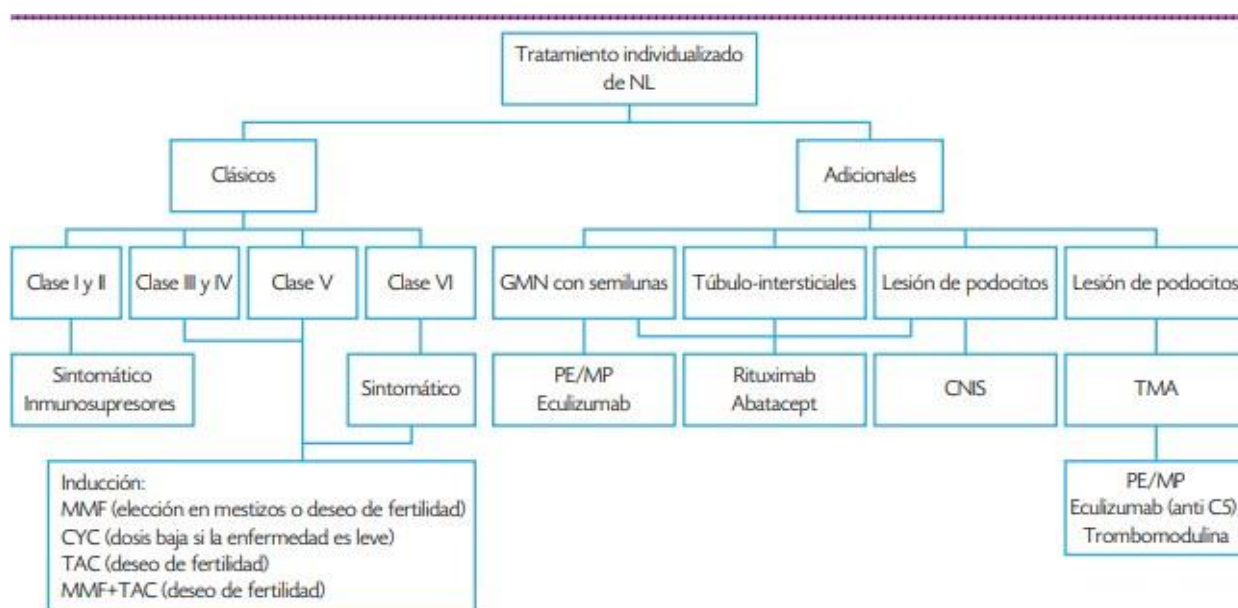 Tratamiento individualizado
de NL
Clásicos
Adicionales
Clase I y II
Clase III y IV
Clase V
Clase VI
GMN con semilunas
Túbulo-intersticiales
Lesión de podocitos
Lesión de podocitos
Sintomático
Inmunosupresores
Sintomático
PE/MP
Eculizumab
Rituximab
Abatacept
CNIS
TMA
Inducción:
MMF (elección en mestizos o deseo de fertilidad)
CYC (dosis baja si la enfermedad es leve)
TAC (deseo de fertilidad)
MMF+TAC (deseo de fertilidad)
PE/MP
Eculizumab (anti C5)
Trombomodulina